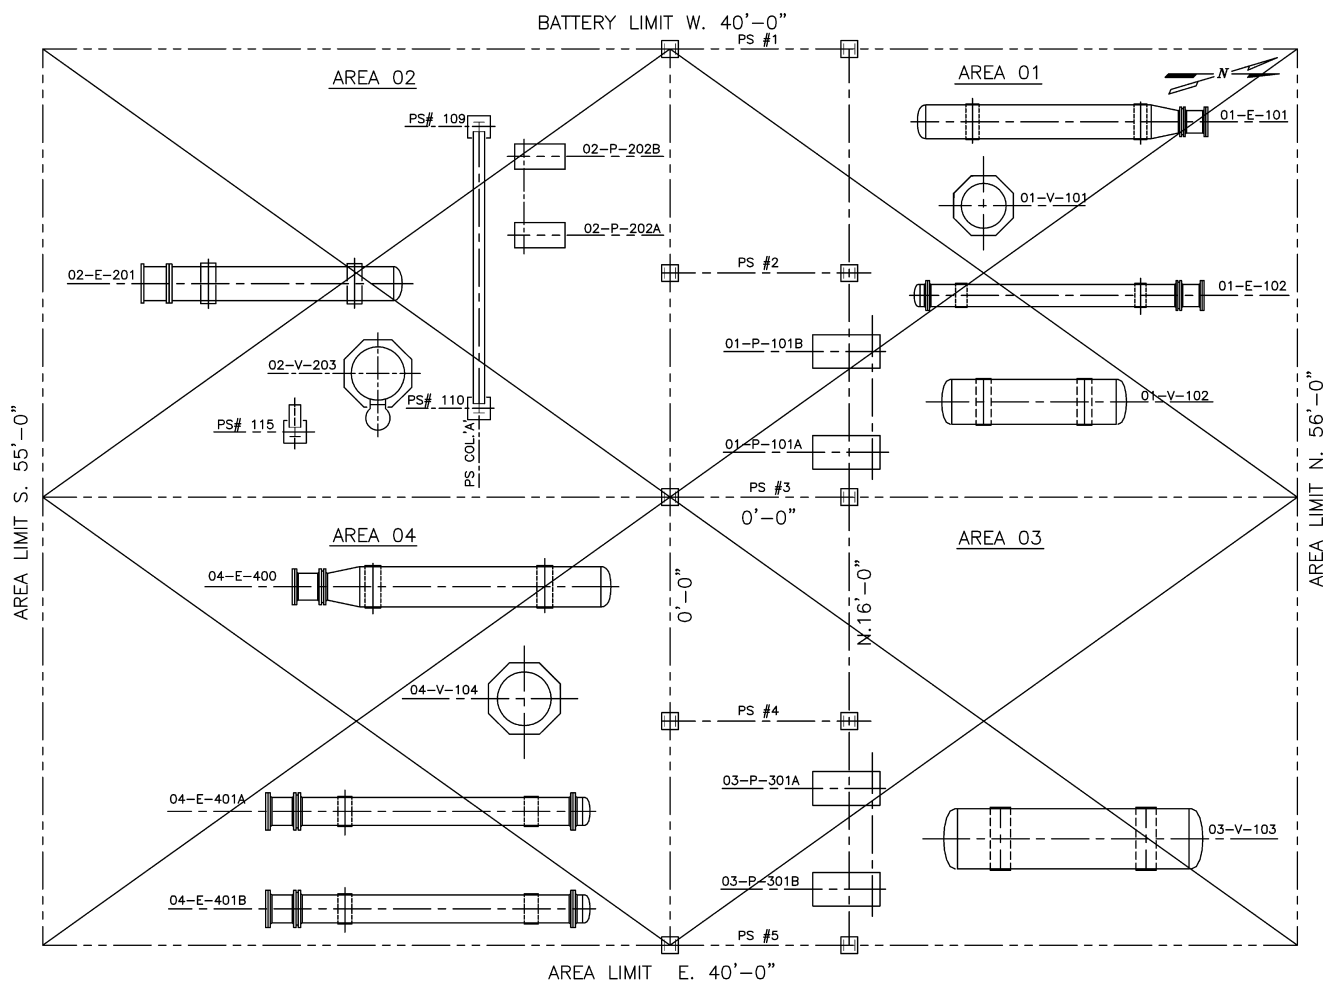 BATTERY LIMIT W. 40'-0"
PS #1
AREA 02
AREA 01
N
PS# 109
01-E-101
02-P-202B
01-V-101
02-P-202A
PS #2
02-E-201
01-E-102
01-P-101B
02-V-203
PS# 110
01-V-102
PS# 115
PS COL.'A'
01-P-101A
AREA LIMIT S. 55'-0"
AREA LIMIT N. 56'-0"
PS #3
0'-0"
AREA 04
AREA 03
04-E-400
0'-0"
N.16'-0"
04-V-104
PS #4
03-P-301A
04-E-401A
03-V-103
03-P-301B
04-E-401B
PS #5
AREA LIMIT E. 40'-0"